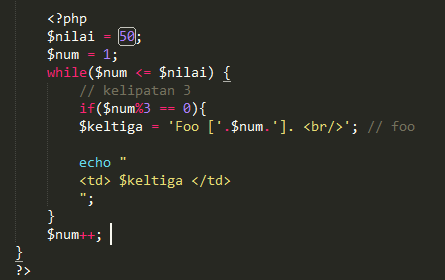 <?php
$nilai = 50;
$num = 1;
while($num <= $nilai) {
// kelipatan 3
if($num%3 == 0){
$keltiga = 'Foo ['.$num.']. <br/>'; // foo
echo "
<td> $keltiga </td>
";
}
$num++;
}
?>